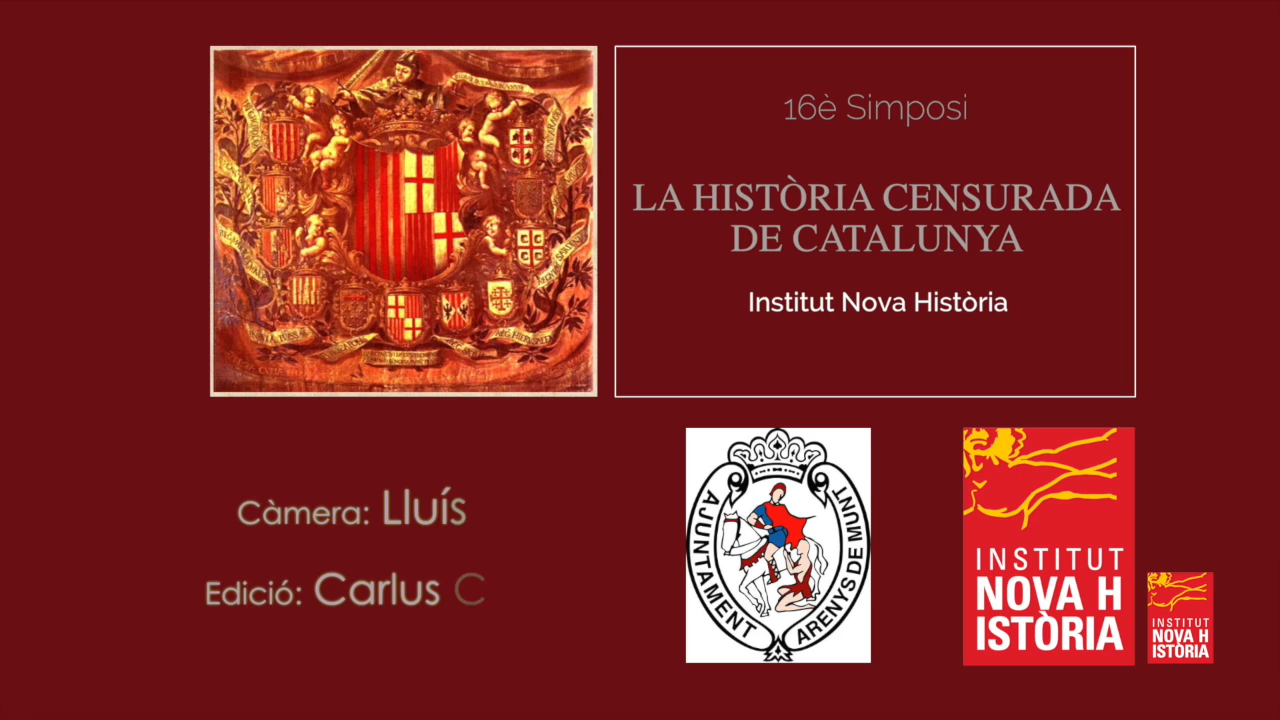 16è Simposi
LA HISTÒRIA CENSURADA
DE CATALUNYA
Institut Nova Història
Càmera: Lluís
Edició: Carlus C
AJUNTAMENT
ARENYS DE MUNT
INSTITUT
NOVA H
ISTÒRIA
INSTITUT
NOVA H
ISTÒRIA